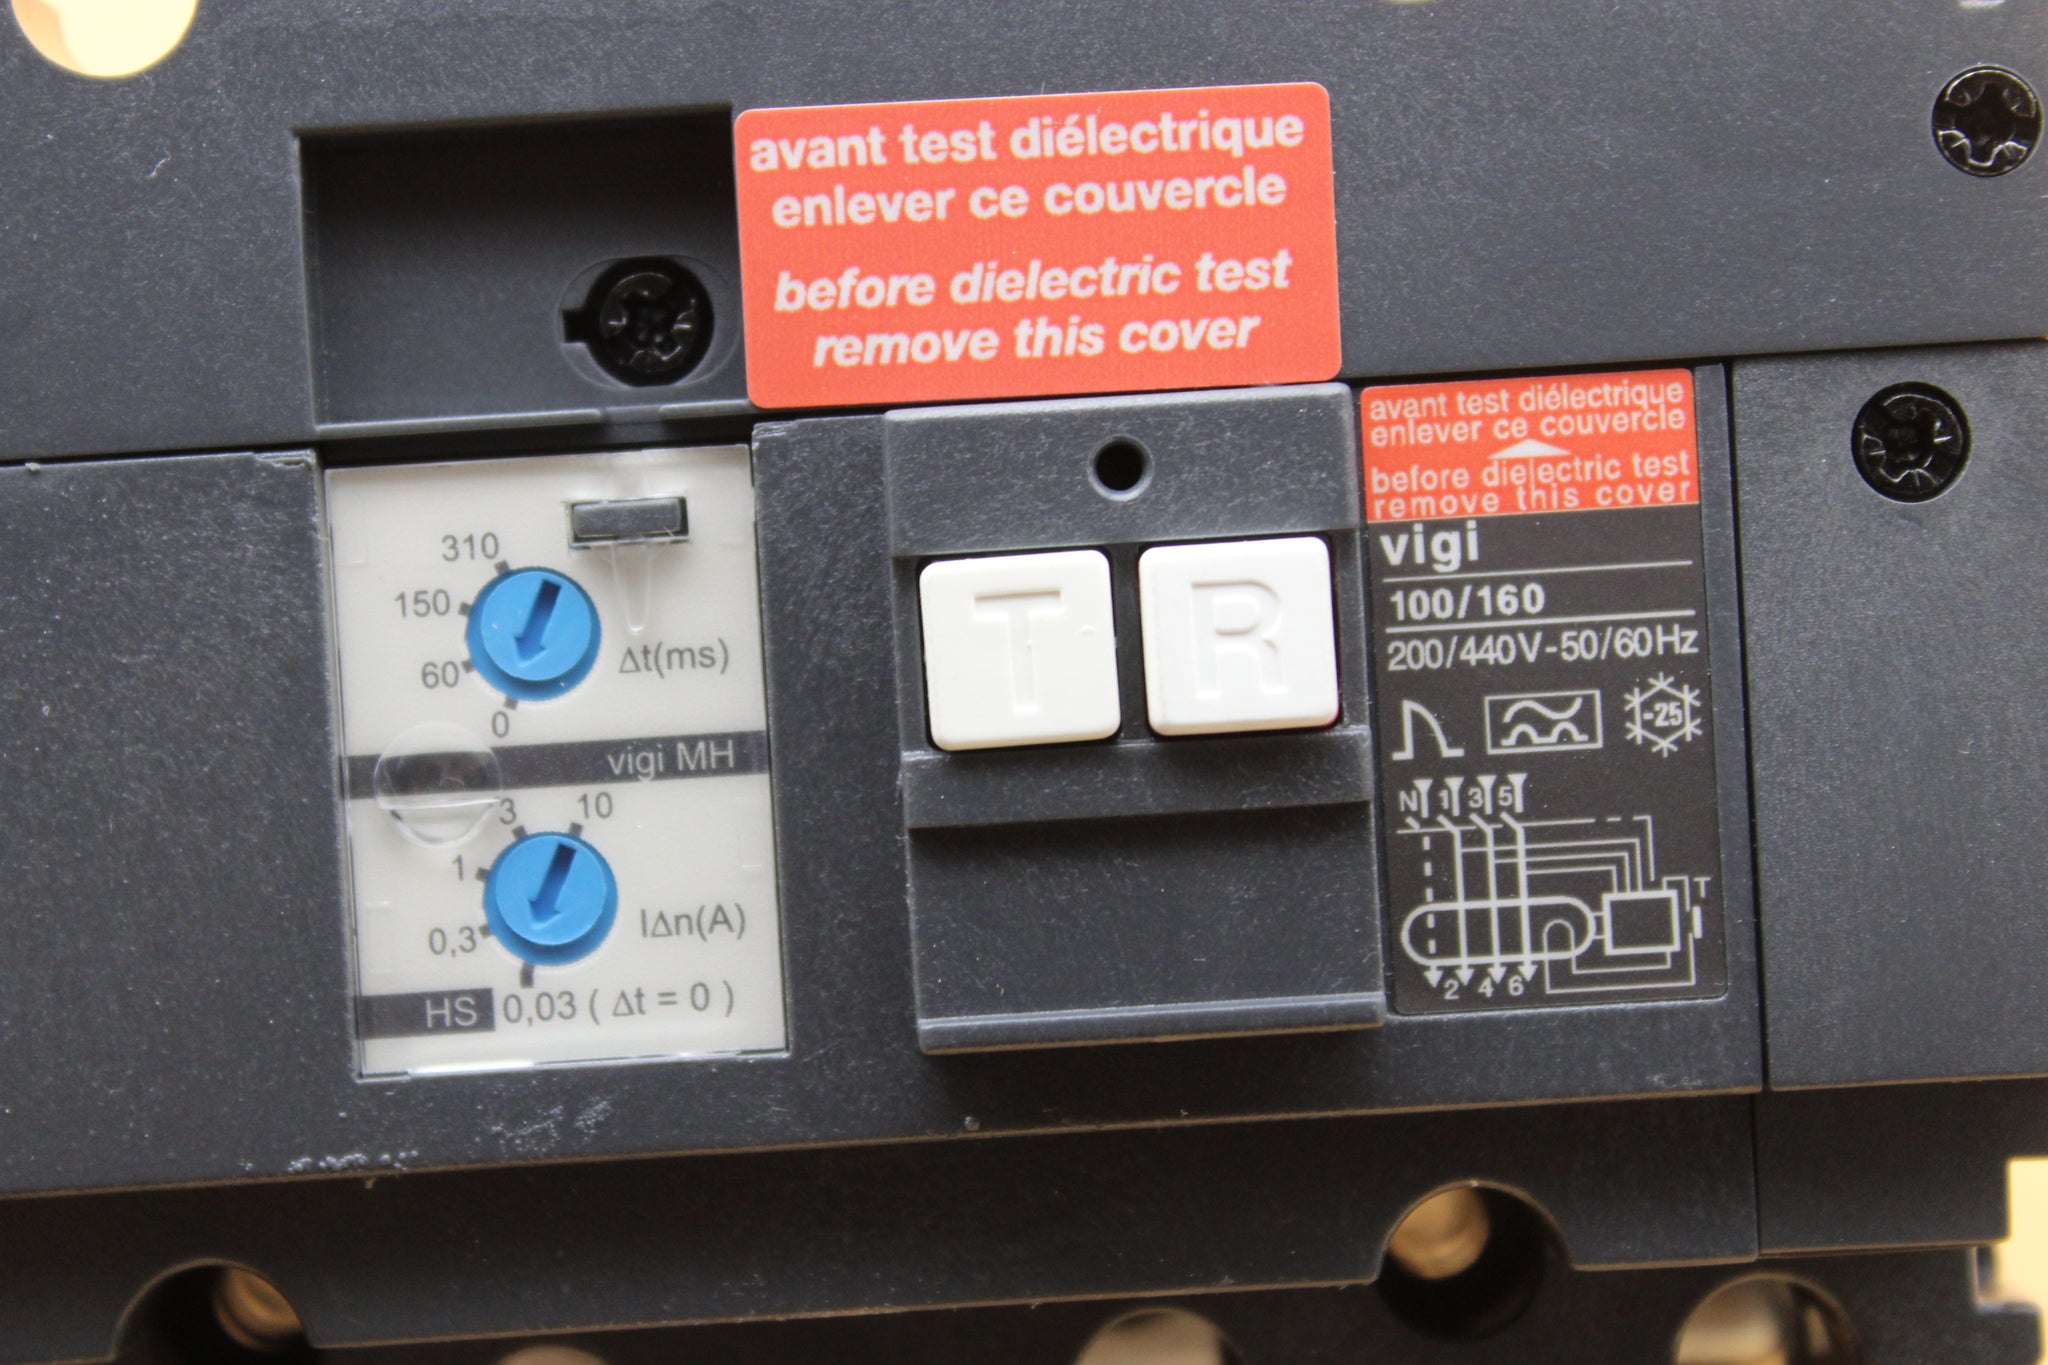 avant test diélectrique
enlever ce couvercle
before dielectric test
remove this cover
310
150
60
0
Δt(ms)
vigi MH
3
10
1
0,3
IΔn(A)
HS 0,03 ( Δt = 0 )
T R
avant test diélectrique
enlever ce couvercle
before dielectric test
remove this cover
vigi
100/160
200/440V-50/60Hz
-25
N 1 3 5
T
2 4 6